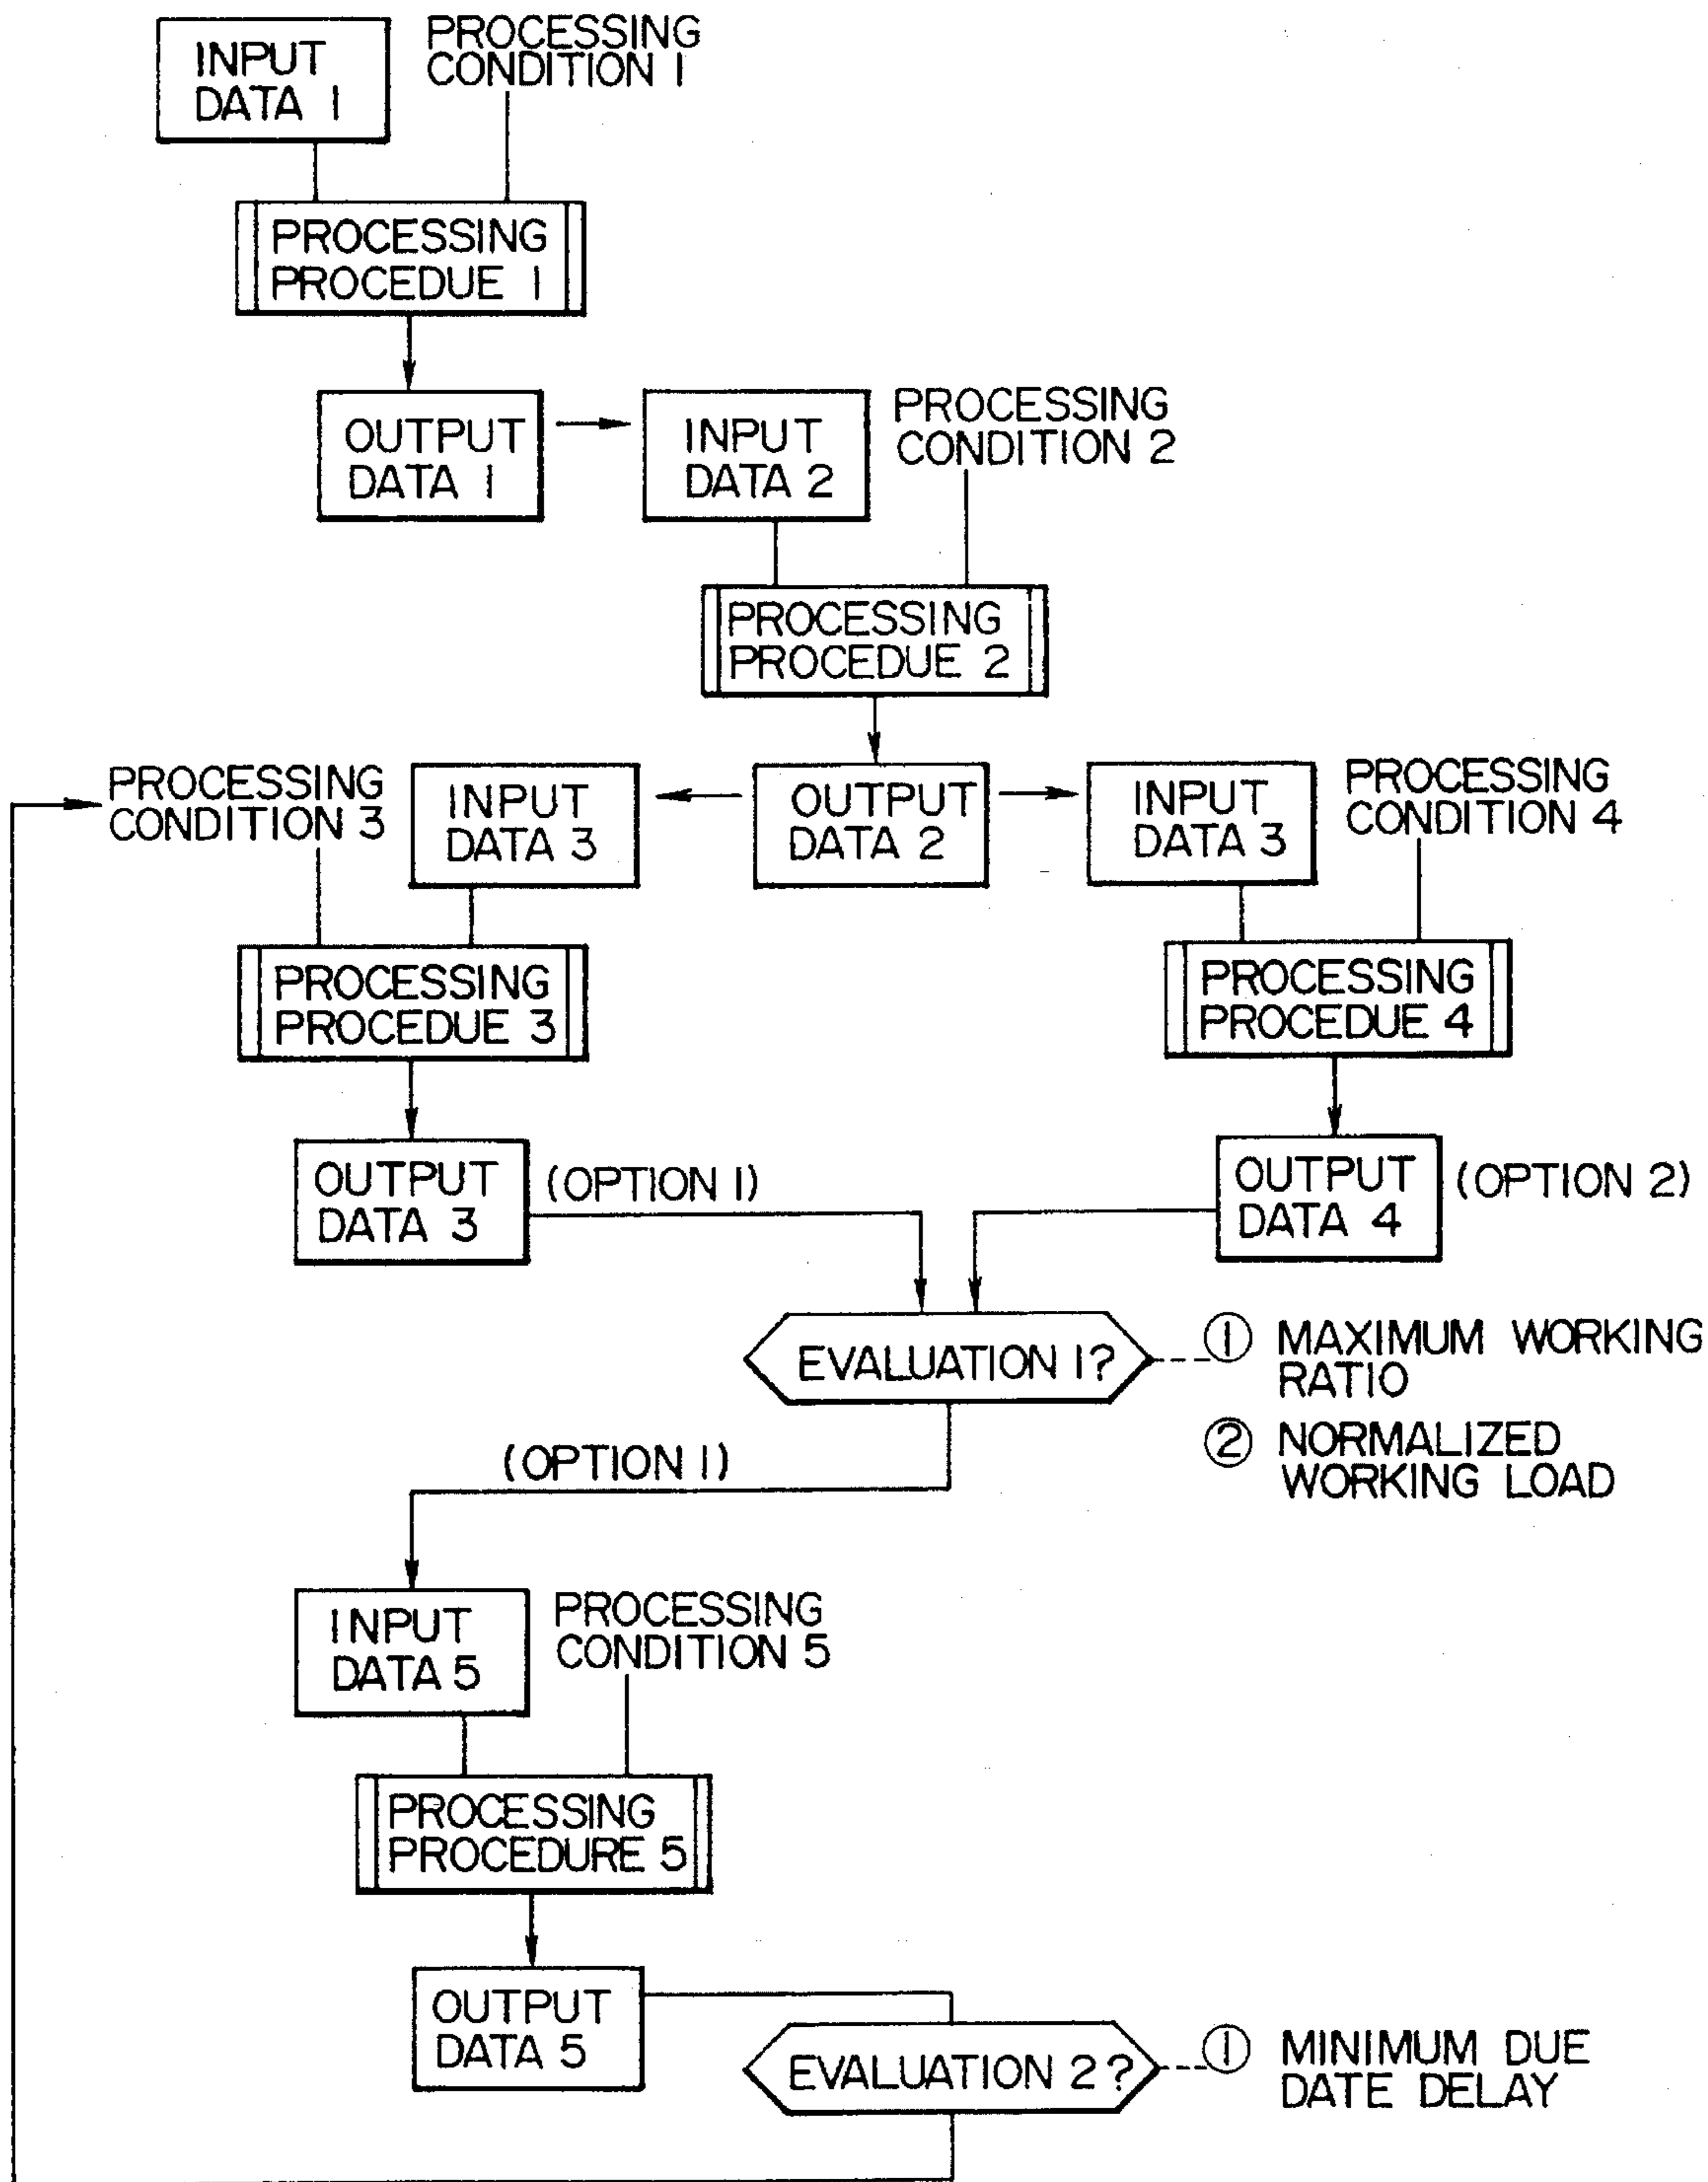 INPUT
DATA 1
PROCESSING
CONDITION 1
PROCESSING
PROCEDUE 1
OUTPUT
DATA 1
INPUT
DATA 2
PROCESSING
CONDITION 2
PROCESSING
PROCEDUE 2
PROCESSING
CONDITION 3
INPUT
DATA 3
OUTPUT
DATA 2
INPUT
DATA 3
PROCESSING
CONDITION 4
PROCESSING
PROCEDUE 3
PROCESSING
PROCEDUE 4
OUTPUT
DATA 3
(OPTION 1)
OUTPUT
DATA 4
(OPTION 2)
EVALUATION 1?
① MAXIMUM WORKING
RATIO
② NORMALIZED
WORKING LOAD
(OPTION 1)
INPUT
DATA 5
PROCESSING
CONDITION 5
PROCESSING
PROCEDURE 5
OUTPUT
DATA 5
EVALUATION 2?
① MINIMUM DUE
DATE DELAY